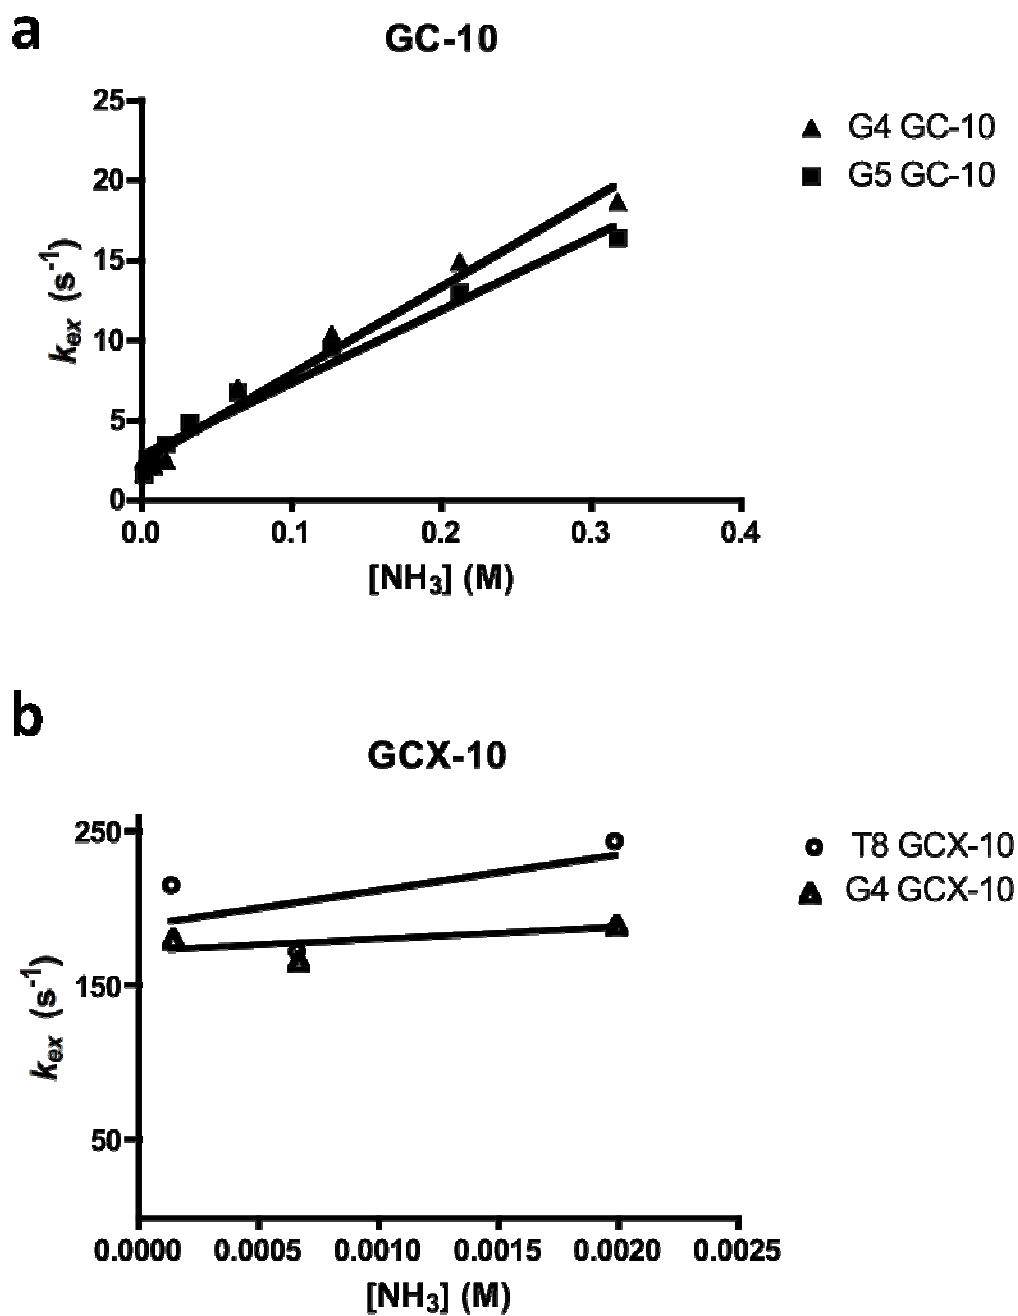 a
GC-10
25
20
15
10
5
0
kex (s-1)
0.0 0.1 0.2 0.3 0.4
[NH3] (M)
G4 GC-10
G5 GC-10
b
GCX-10
250
150
50
kex (s-1)
0.0000 0.0005 0.0010 0.0015 0.0020 0.0025
[NH3] (M)
T8 GCX-10
G4 GCX-10